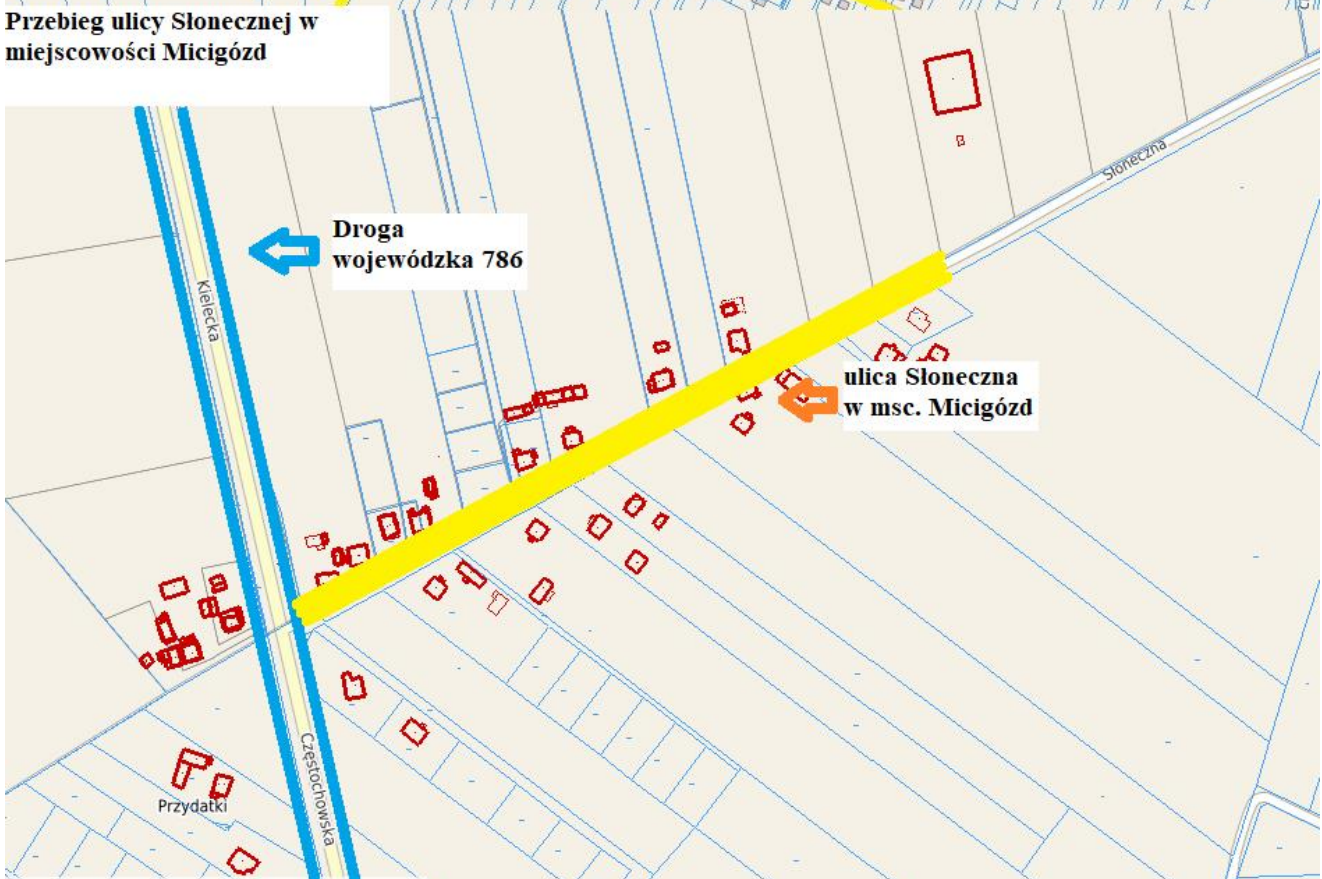 Przebieg ulicy Słonecznej w
miejscowości Micigózd
Słoneczna
Droga
wojewódzka 786
Kielecka
ulica Słoneczna
w msc. Micigózd
Częstochowska
Przydatki